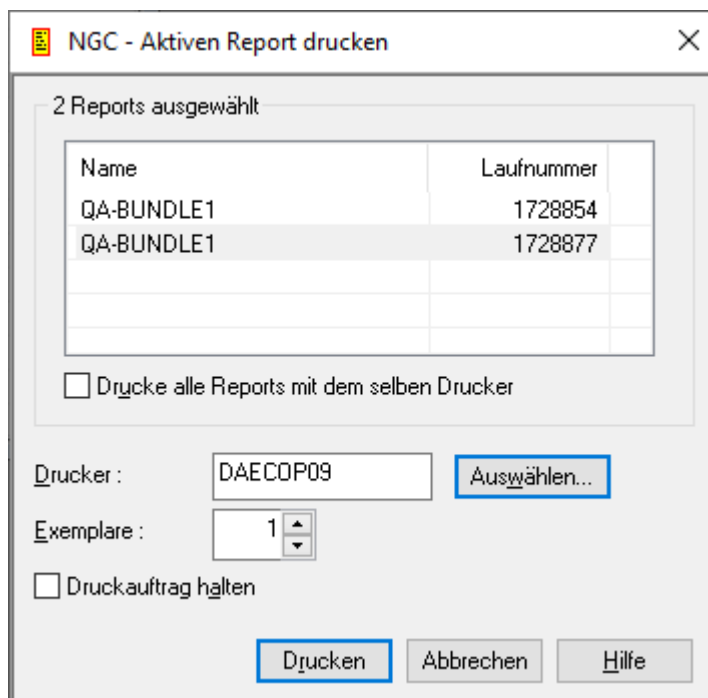 NGC - Aktiven Report drucken
2 Reports ausgewählt
Name Laufnummer
QA-BUNDLE1 1728854
QA-BUNDLE1 1728877
Drucke alle Reports mit dem selben Drucker
Drucker : DAECOP09 Auswählen...
Exemplare : 1
Druckauftrag halten
Drucken Abbrechen Hilfe